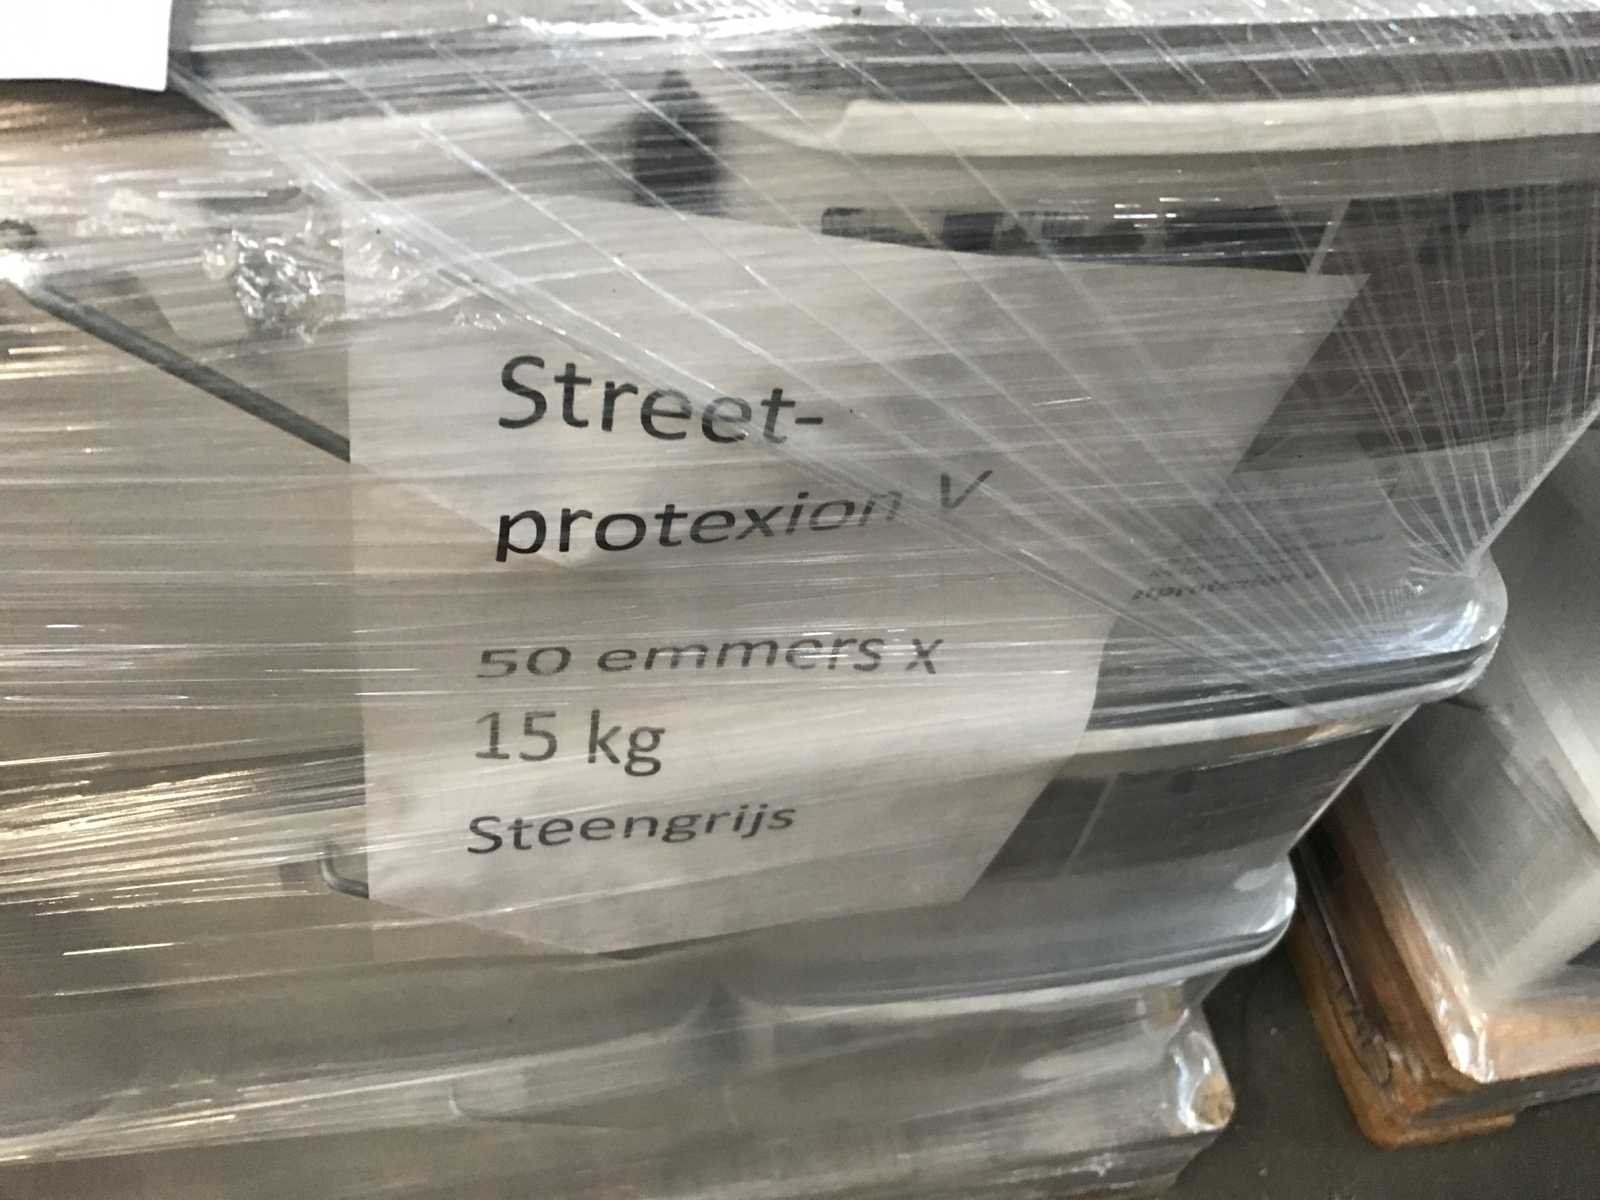 Street-
protexion V
50 emmers x
15 kg
Steengrijs